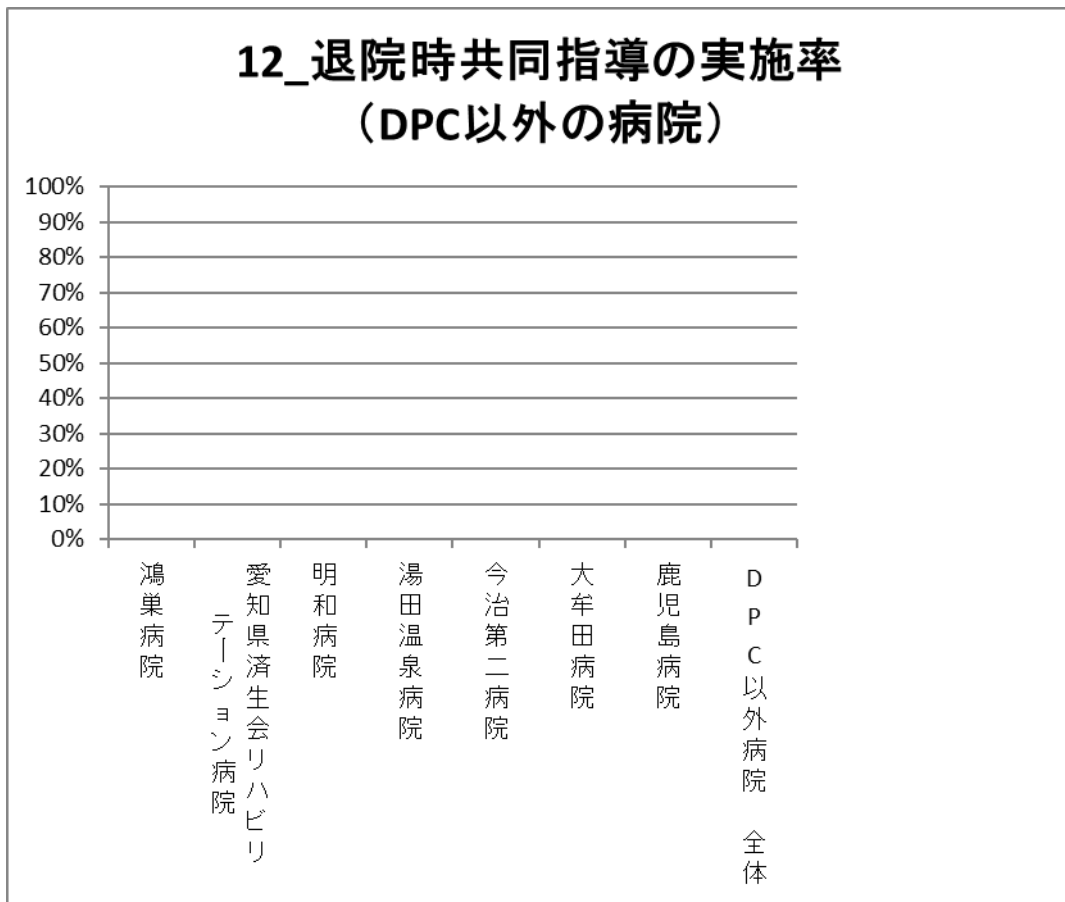 12_退院時共同指導の実施率
（DPC以外の病院）
100%
90%
80%
70%
60%
50%
40%
30%
20%
10%
0%
鴻巣病院
愛知県済生会リハビリ
テーション病院
明和病院
湯田温泉病院
今治第二病院
大牟田病院
鹿児島病院
DPC以外病院　全体